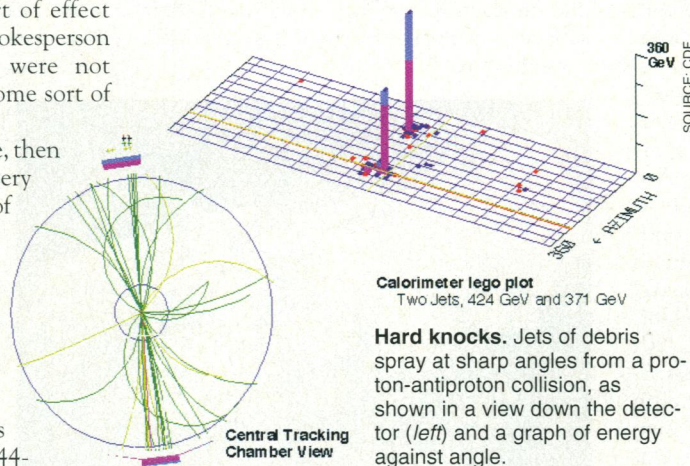 rt of effect
okesperson
were not
ome sort of
e, then
ery
of
s
44-
360
GeV
SOURCE: CDF
0
← AZIMUTH
360
Calorimeter lego plot
Two Jets, 424 GeV and 371 GeV
Central Tracking
Chamber View
Hard knocks. Jets of debris
spray at sharp angles from a pro-
ton-antiproton collision, as
shown in a view down the detec-
tor (left) and a graph of energy
against angle.